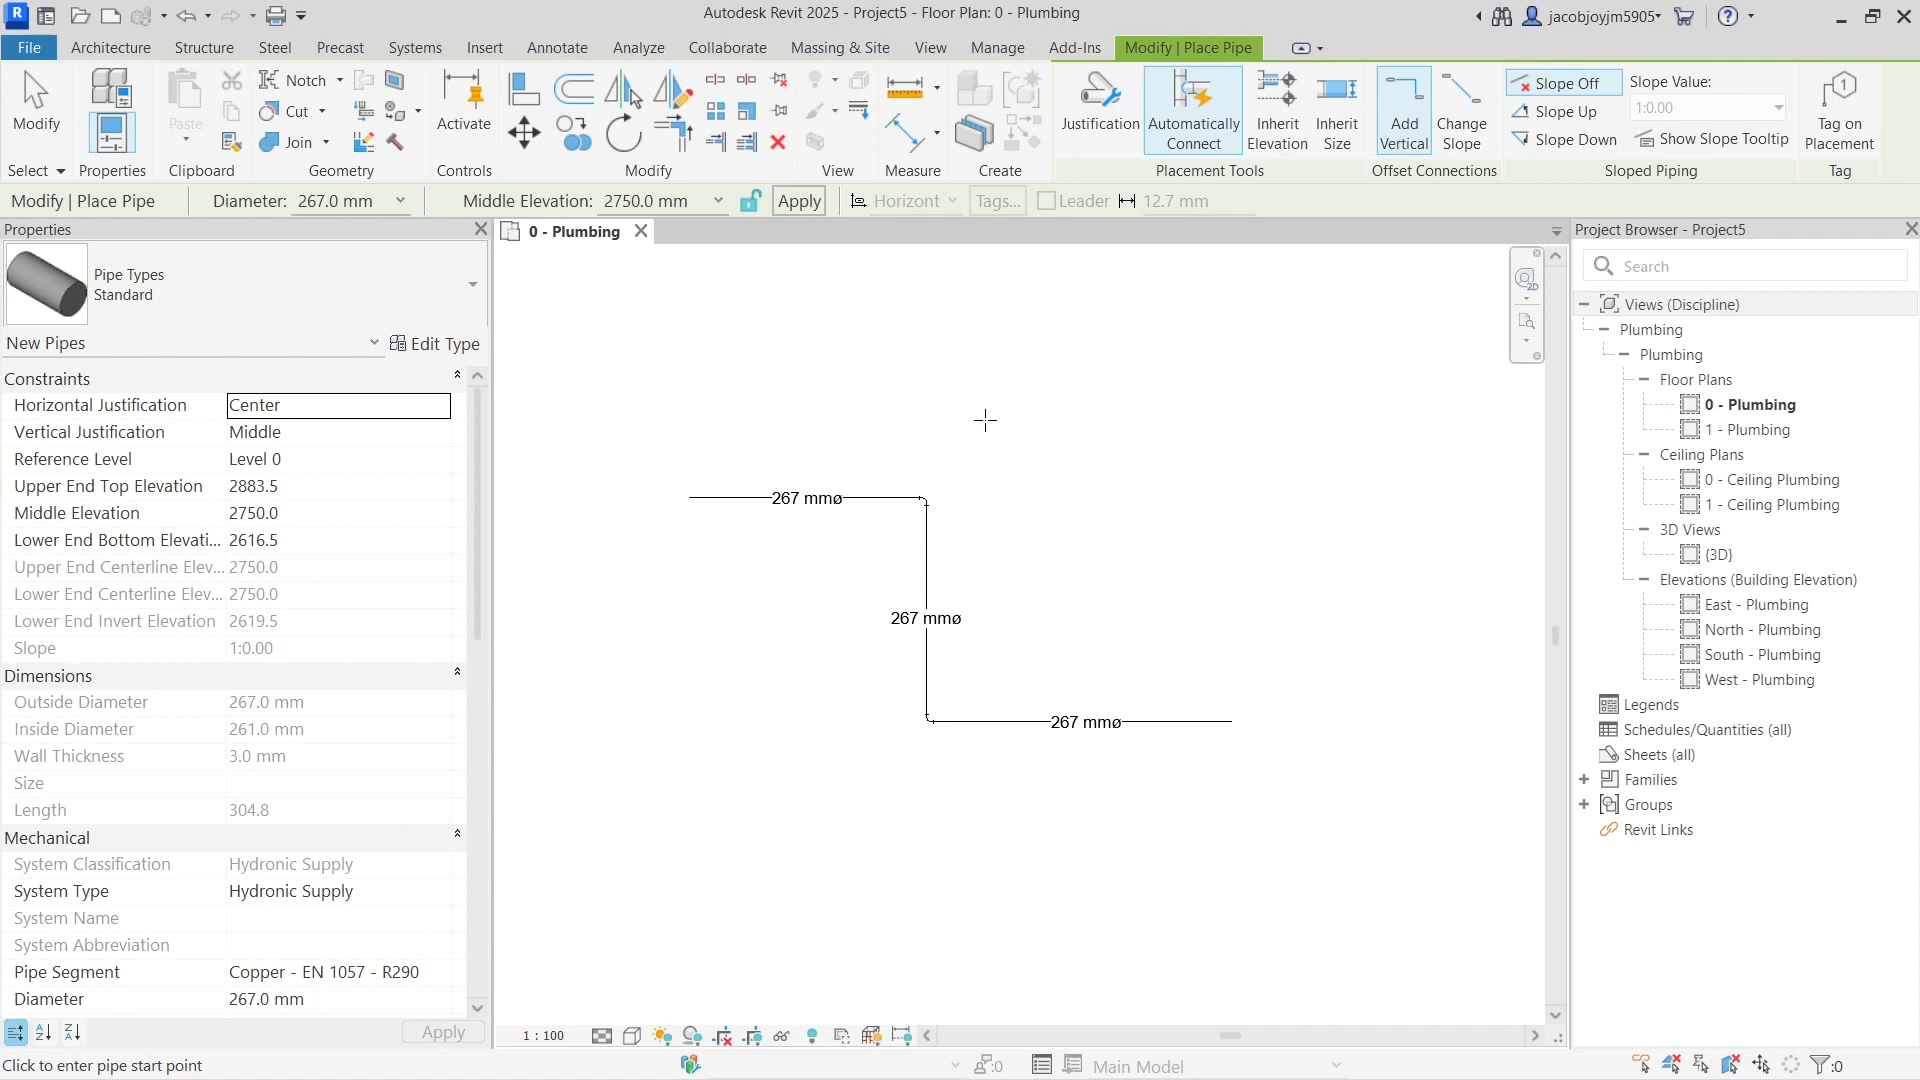 Autodesk Revit 2025 - Project5 - Floor Plan: 0 - Plumbing
jacobjoyjm5905
File Architecture Structure Steel Precast Systems Insert Annotate Analyze Collaborate Massing & Site View Manage Add-Ins Modify | Place Pipe
Modify
Paste
Notch
Cut
Join
Activate
Justification
Automatically Connect
Inherit Elevation
Inherit Size
Add Vertical
Change Slope
Slope Off
Slope Up
Slope Down
Slope Value:
1:0.00
Show Slope Tooltip
Tag on Placement
Select Properties Clipboard Geometry Controls Modify View Measure Create Placement Tools Offset Connections Sloped Piping Tag
Modify | Place Pipe Diameter: 267.0 mm Middle Elevation: 2750.0 mm Apply Horizont Tags... Leader 12.7 mm
Properties
Pipe Types
Standard
New Pipes Edit Type
Constraints
Horizontal Justification Center
Vertical Justification Middle
Reference Level Level 0
Upper End Top Elevation 2883.5
Middle Elevation 2750.0
Lower End Bottom Elevati... 2616.5
Upper End Centerline Elev... 2750.0
Lower End Centerline Elev... 2750.0
Lower End Invert Elevation 2619.5
Slope 1:0.00
Dimensions
Outside Diameter 267.0 mm
Inside Diameter 261.0 mm
Wall Thickness 3.0 mm
Size
Length 304.8
Mechanical
System Classification Hydronic Supply
System Type Hydronic Supply
System Name
System Abbreviation
Pipe Segment Copper - EN 1057 - R290
Diameter 267.0 mm
Apply
0 - Plumbing
2D
267 mmø
267 mmø
267 mmø
1 : 100
Project Browser - Project5
Search
Views (Discipline)
Plumbing
Plumbing
Floor Plans
0 - Plumbing
1 - Plumbing
Ceiling Plans
0 - Ceiling Plumbing
1 - Ceiling Plumbing
3D Views
{3D}
Elevations (Building Elevation)
East - Plumbing
North - Plumbing
South - Plumbing
West - Plumbing
Legends
Schedules/Quantities (all)
Sheets (all)
Families
Groups
Revit Links
Click to enter pipe start point
:0
Main Model
:0